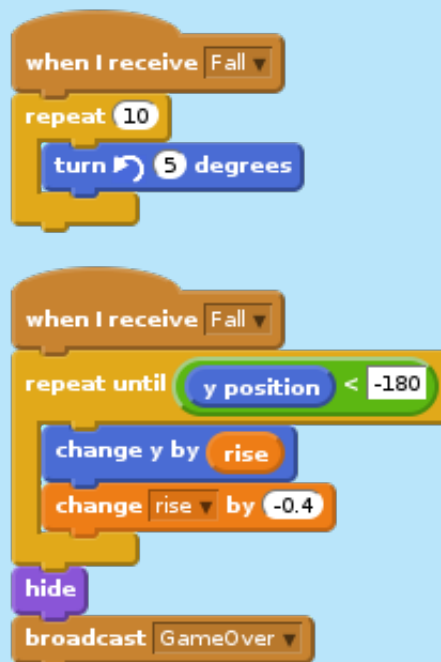 when I receive Fall
repeat 10
turn 5 degrees
when I receive Fall
repeat until y position < -180
change y by rise
change rise by -0.4
hide
broadcast GameOver